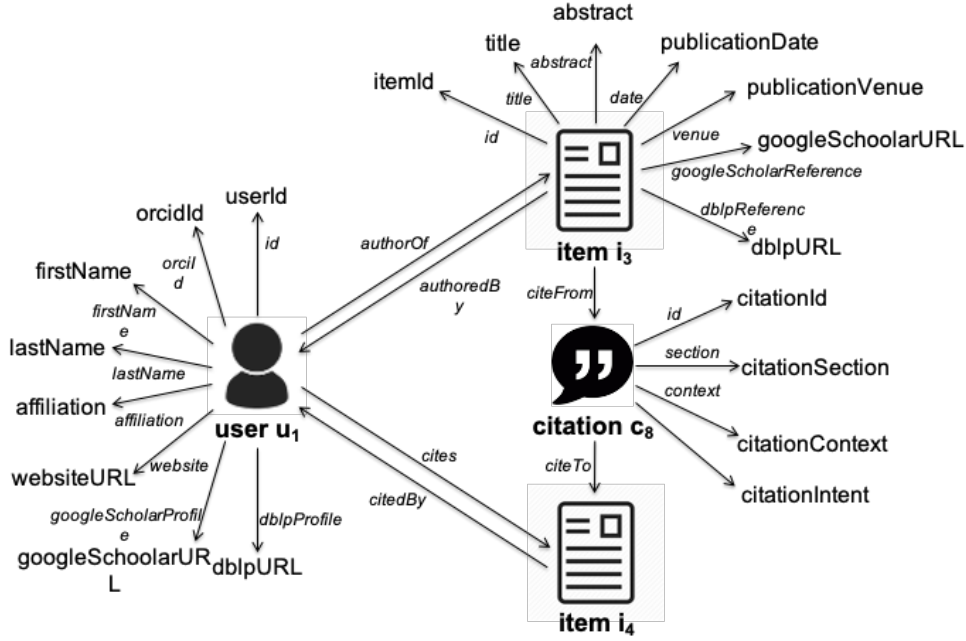 abstract
title
publicationDate
itemId
abstract
publicationVenue
title
date
id
venue
googleSchoolarURL
googleScholarReference
dblpReferenc
e
dblpURL
item i3
userId
orcidId
id
authorOf
firstName
orciI
d
authoredB
y
citeFrom
citationId
firstNam
e
id
lastName
lastName
section
citationSection
affiliation
context
affiliation
user u1
citation c8
citationContext
websiteURL
website
cites
citeTo
citationIntent
citedBy
googleScholarProfil
e
dblpProfile
googleSchoolarUR
L
dblpURL
item i4